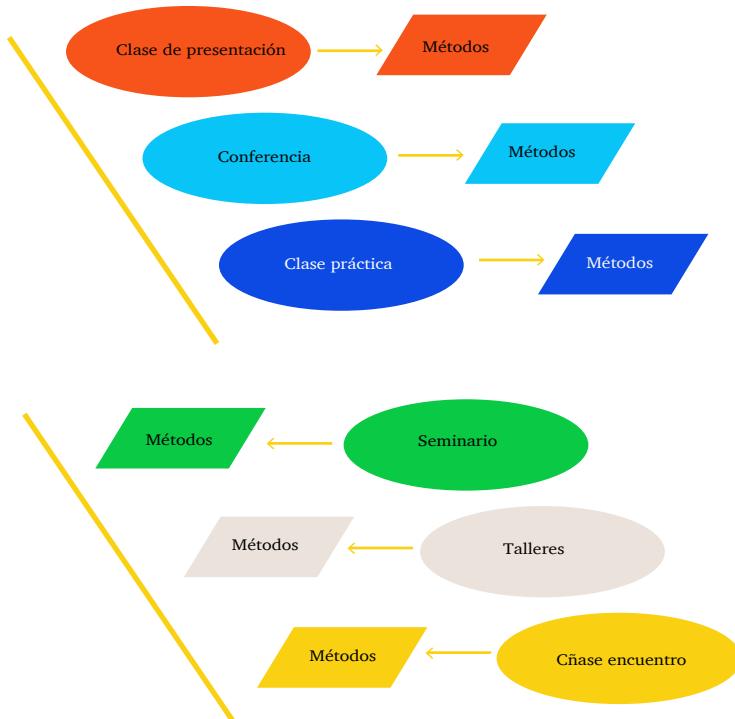 Clase de presentación
Métodos
Conferencia
Métodos
Clase práctica
Métodos
Métodos
Seminario
Métodos
Talleres
Métodos
Cñase encuentro